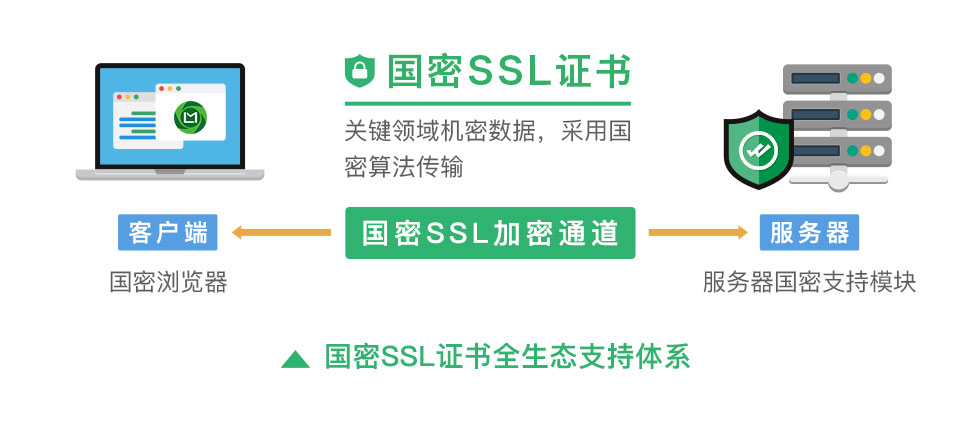 国密SSL证书
关键领域机密数据，采用国
密算法传输
客户端
国密SSL加密通道
服务器
国密浏览器
服务器国密支持模块
国密SSL证书全生态支持体系